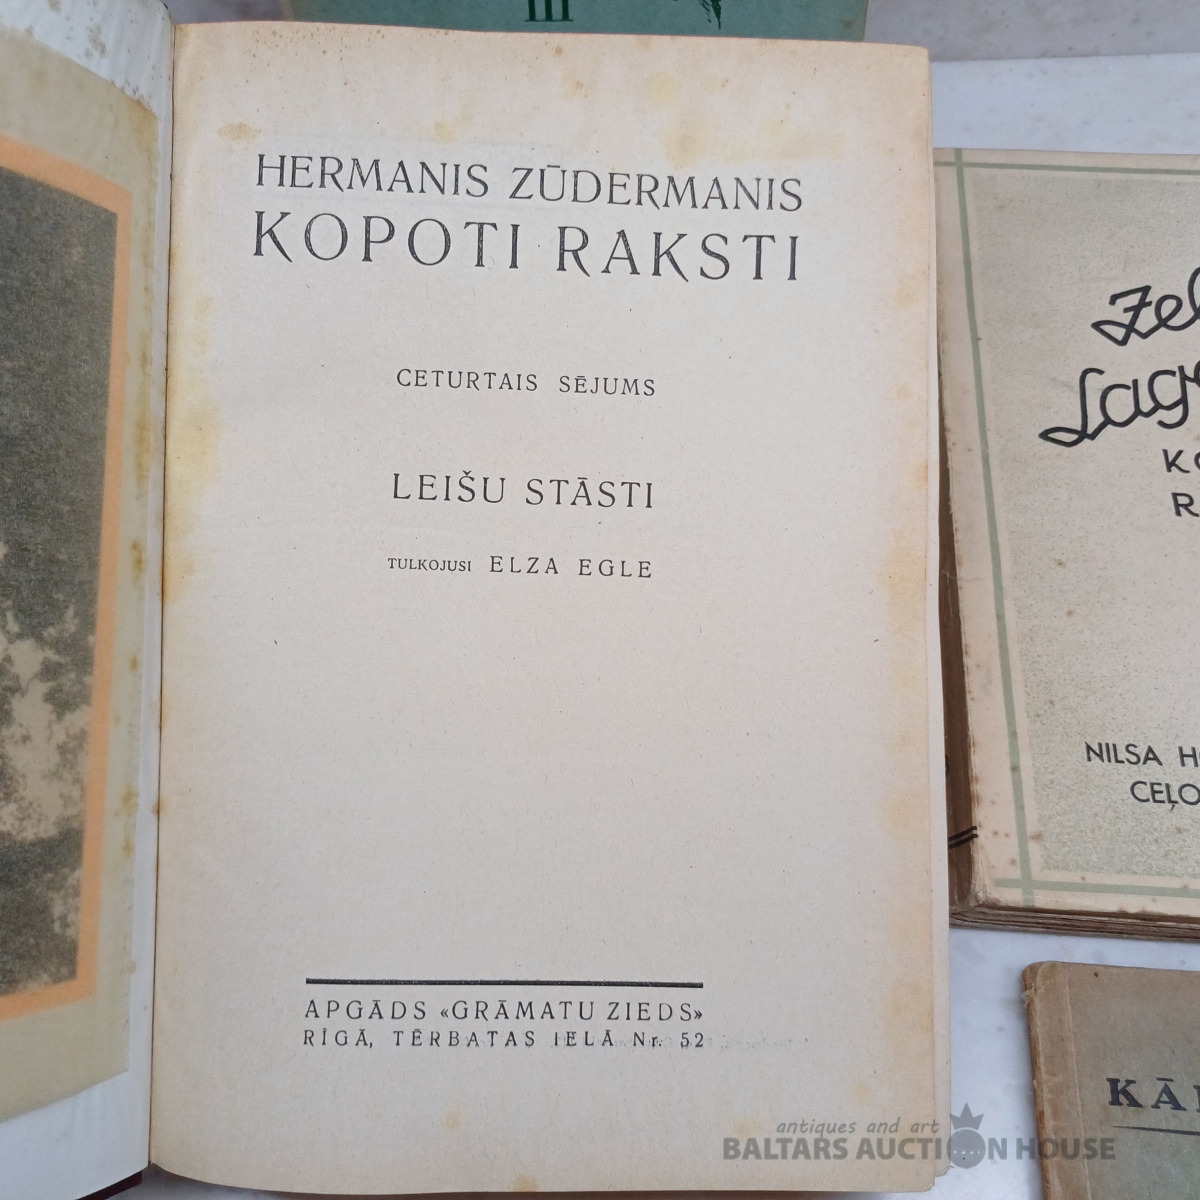 III
HERMANIS ZŪDERMANIS
KOPOTI RAKSTI
CETURTAIS SĒJUMS
LEIŠU STĀSTI
TULKOJUSI ELZA EGLE
APGĀDS «GRĀMATU ZIEDS»
RĪGĀ, TĒRBATAS IELĀ Nr. 52
NILSA
antiques and art
BALTARS AUCTION HOUSE